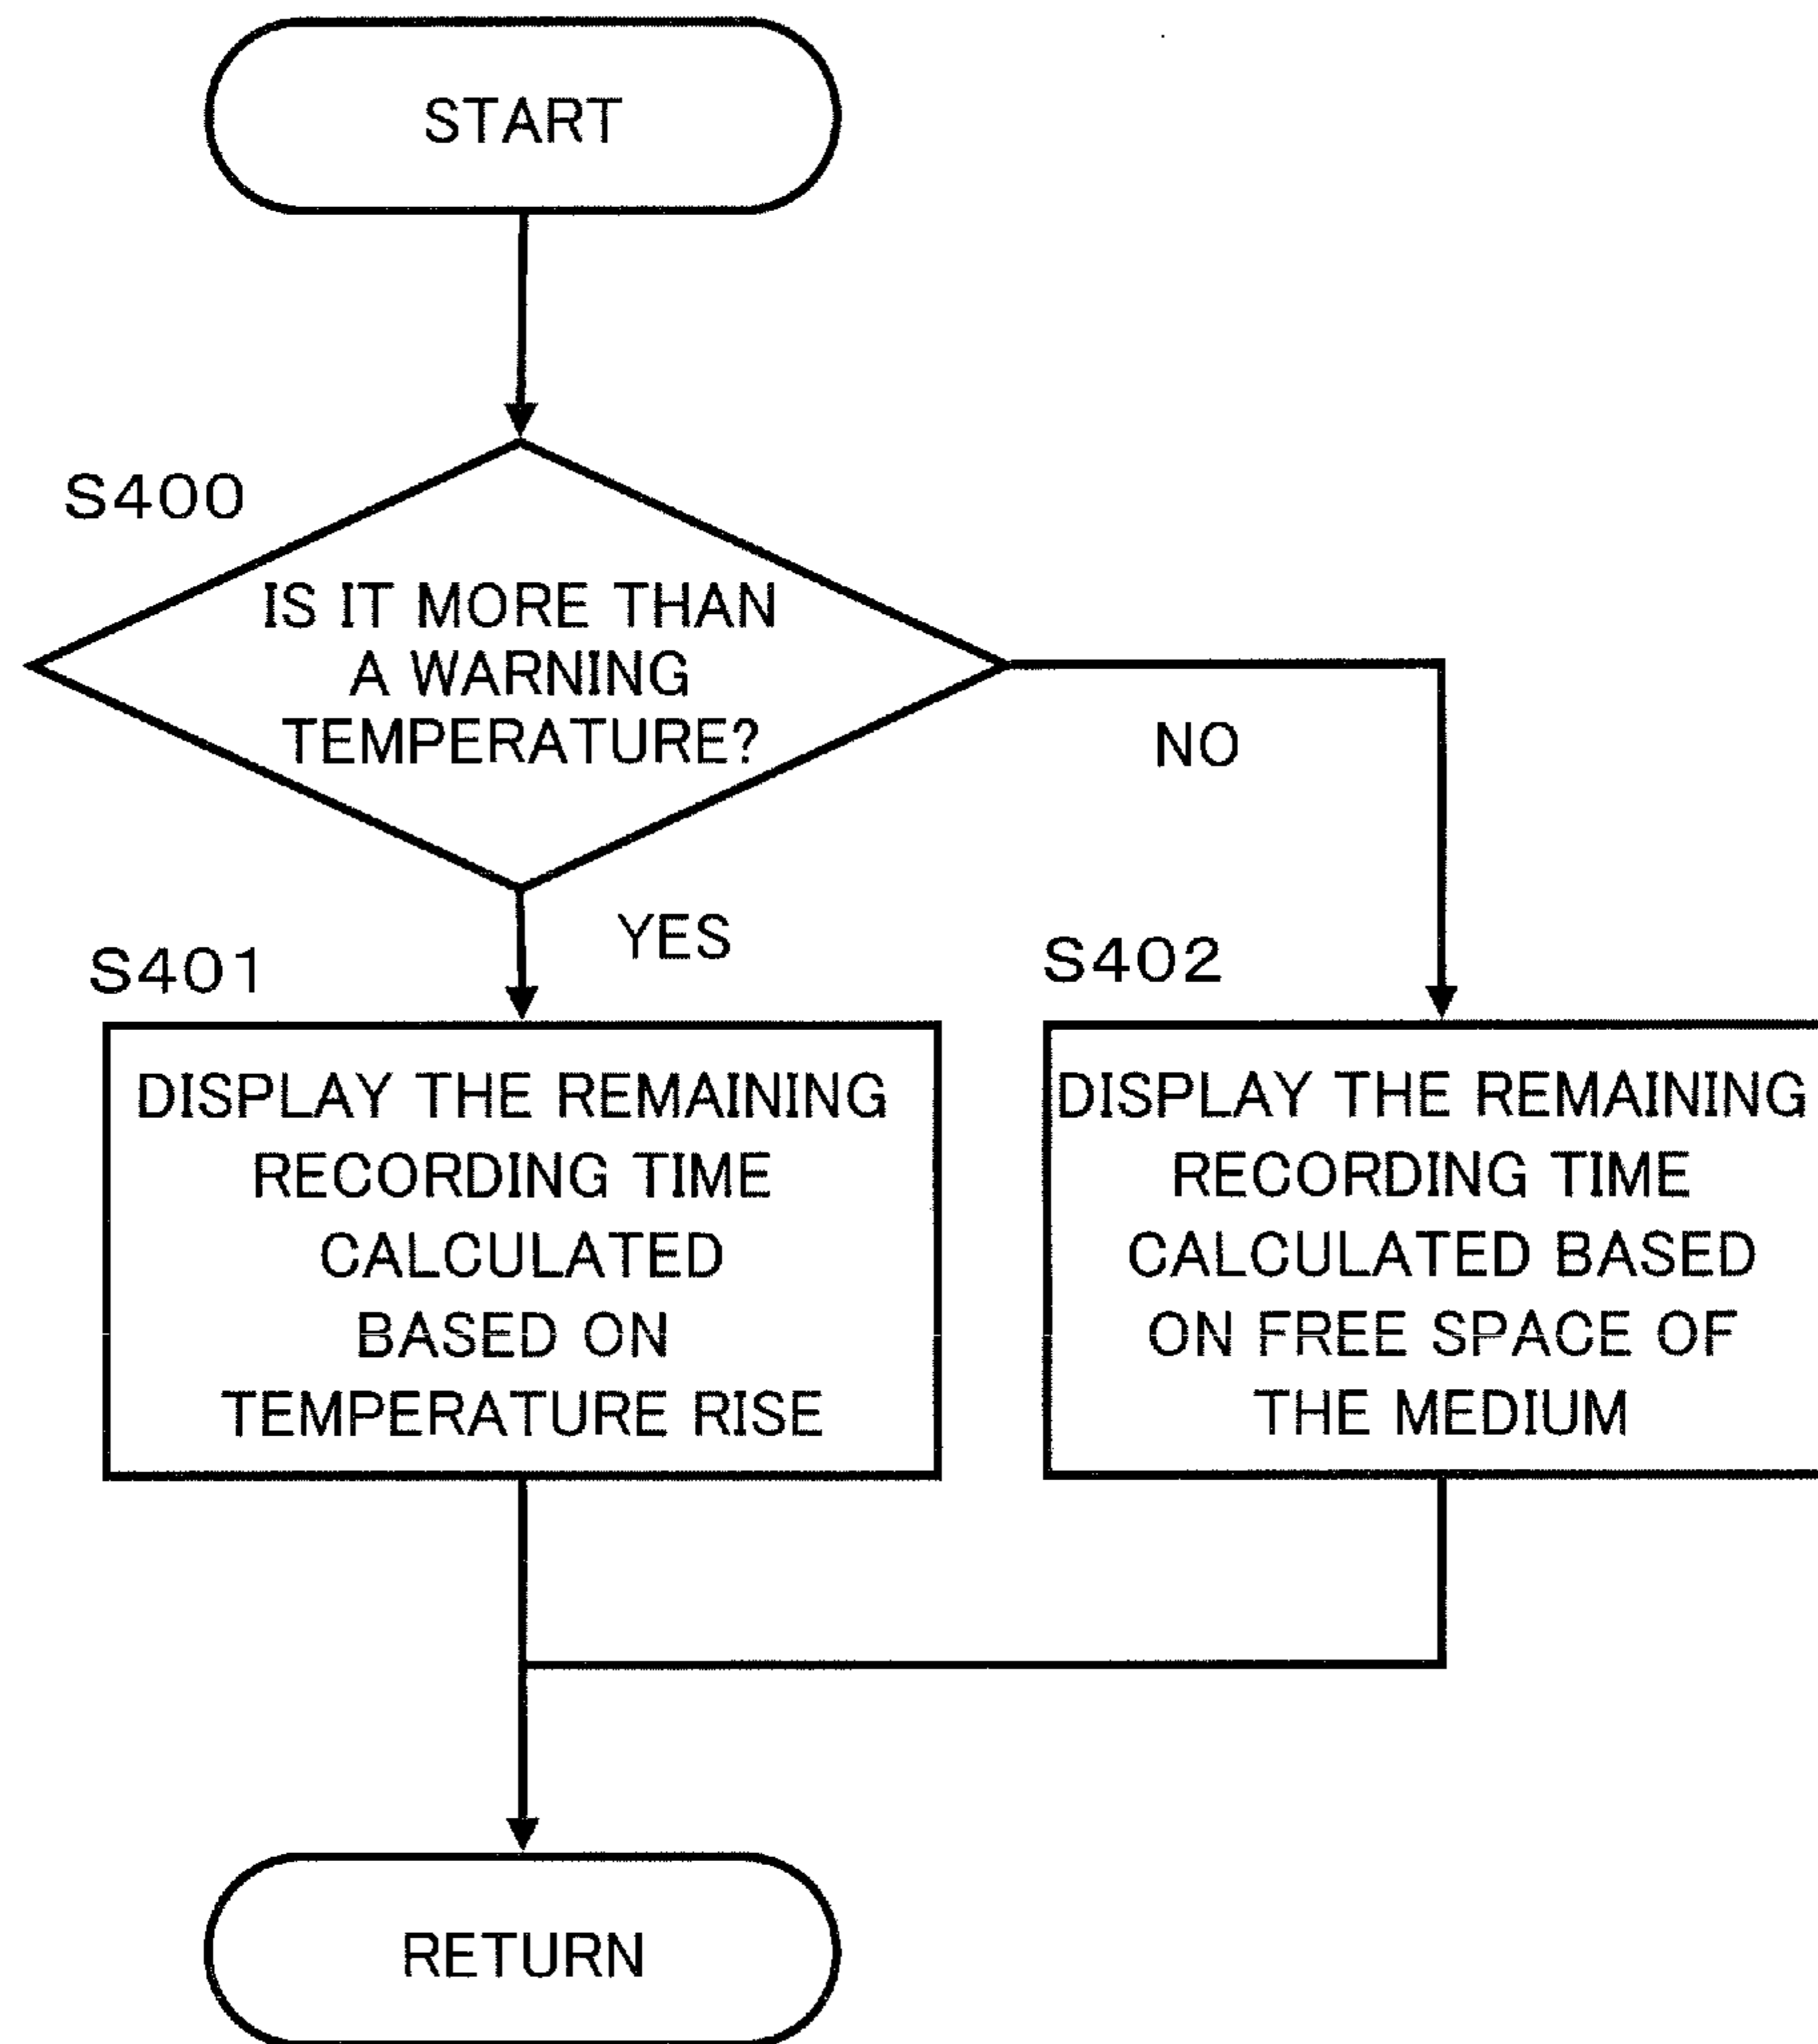 START
S400
IS IT MORE THAN
A WARNING
TEMPERATURE?
NO
YES
S401
S402
DISPLAY THE REMAINING
RECORDING TIME
CALCULATED
BASED ON
TEMPERATURE RISE
DISPLAY THE REMAINING
RECORDING TIME
CALCULATED BASED
ON FREE SPACE OF
THE MEDIUM
RETURN